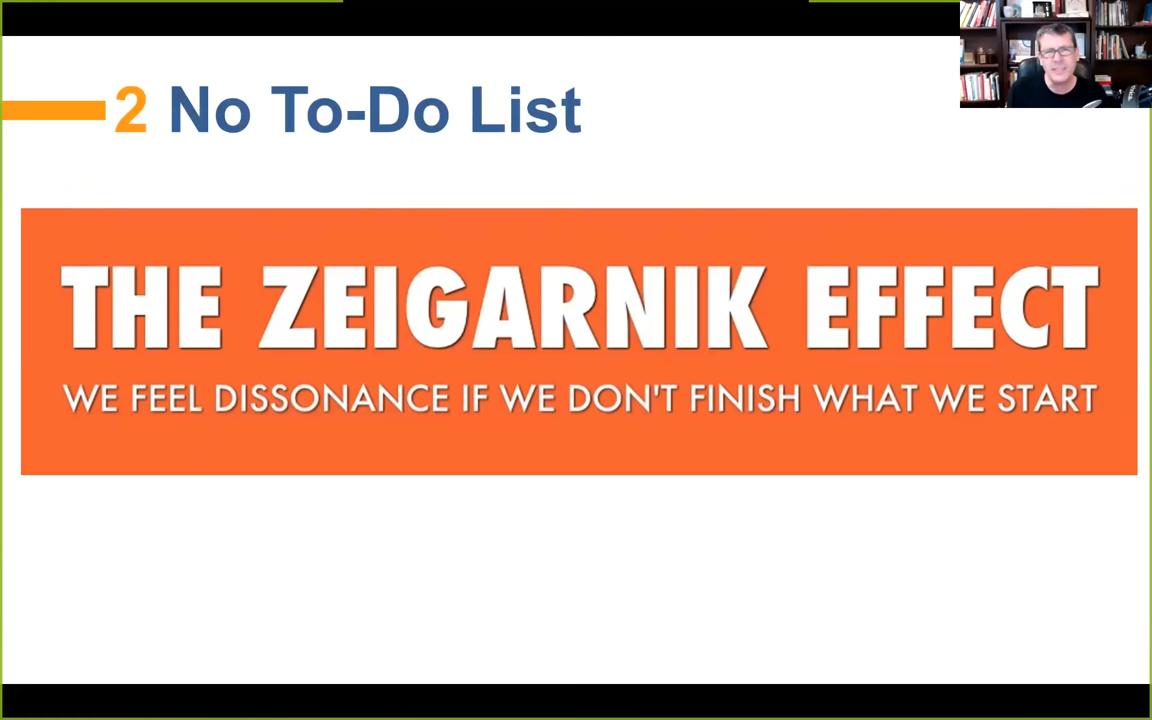 2 No To-Do List
THE ZEIGARNIK EFFECT
WE FEEL DISSONANCE IF WE DON'T FINISH WHAT WE START